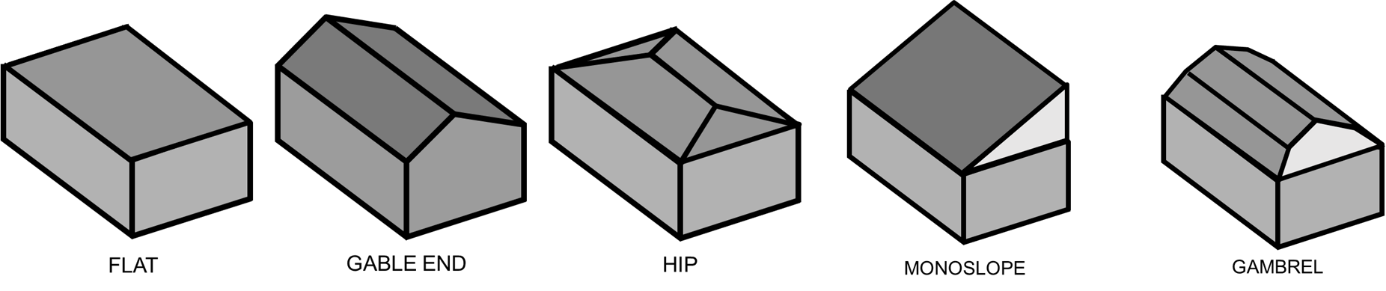 FLAT
GABLE END
HIP
MONOSLOPE
GAMBREL